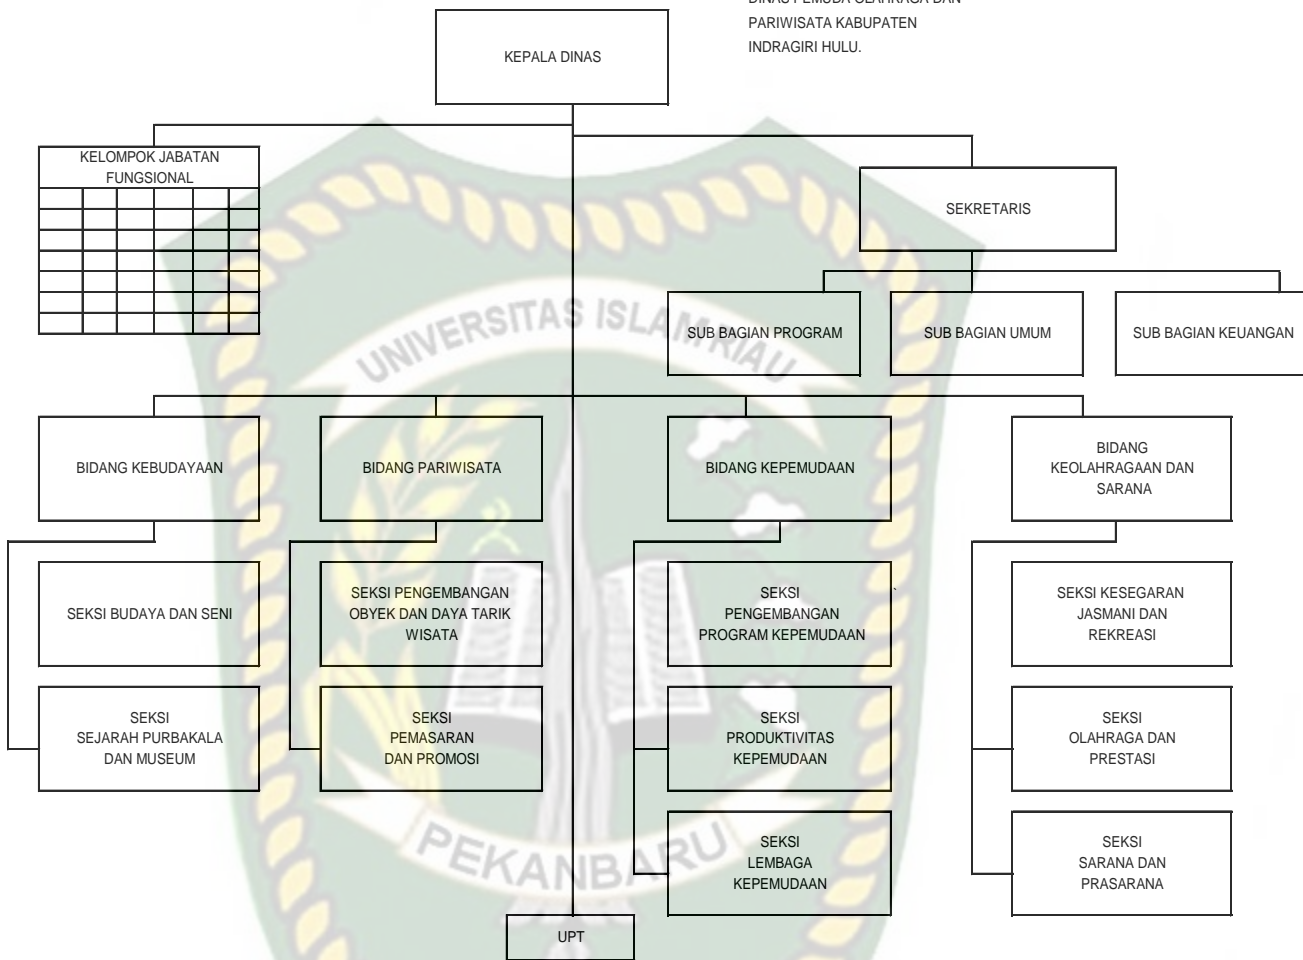 DINAS PEMUDA OLAHRAGA DAN
PARIWISATA KABUPATEN
INDRAGIRI HULU.
KEPALA DINAS
KELOMPOK JABATAN
FUNGSIONAL
SEKRETARIS
SUB BAGIAN PROGRAM
SUB BAGIAN UMUM
SUB BAGIAN KEUANGAN
UNIVERSITAS ISLAM RIAU
BIDANG KEBUDAYAAN
BIDANG PARIWISATA
BIDANG KEPEMUDAAN
BIDANG
KEOLAHRAGAAN DAN
SARANA
SEKSI BUDAYA DAN SENI
SEKSI PENGEMBANGAN
OBYEK DAN DAYA TARIK
WISATA
SEKSI
PENGEMBANGAN
PROGRAM KEPEMUDAAN
SEKSI KESEGARAN
JASMANI DAN
REKREASI
SEKSI
SEJARAH PURBAKALA
DAN MUSEUM
SEKSI
PEMASARAN
DAN PROMOSI
SEKSI
PRODUKTIVITAS
KEPEMUDAAN
SEKSI
OLAHRAGA DAN
PRESTASI
SEKSI
LEMBAGA
KEPEMUDAAN
SEKSI
SARANA DAN
PRASARANA
PEKANBARU
UPT